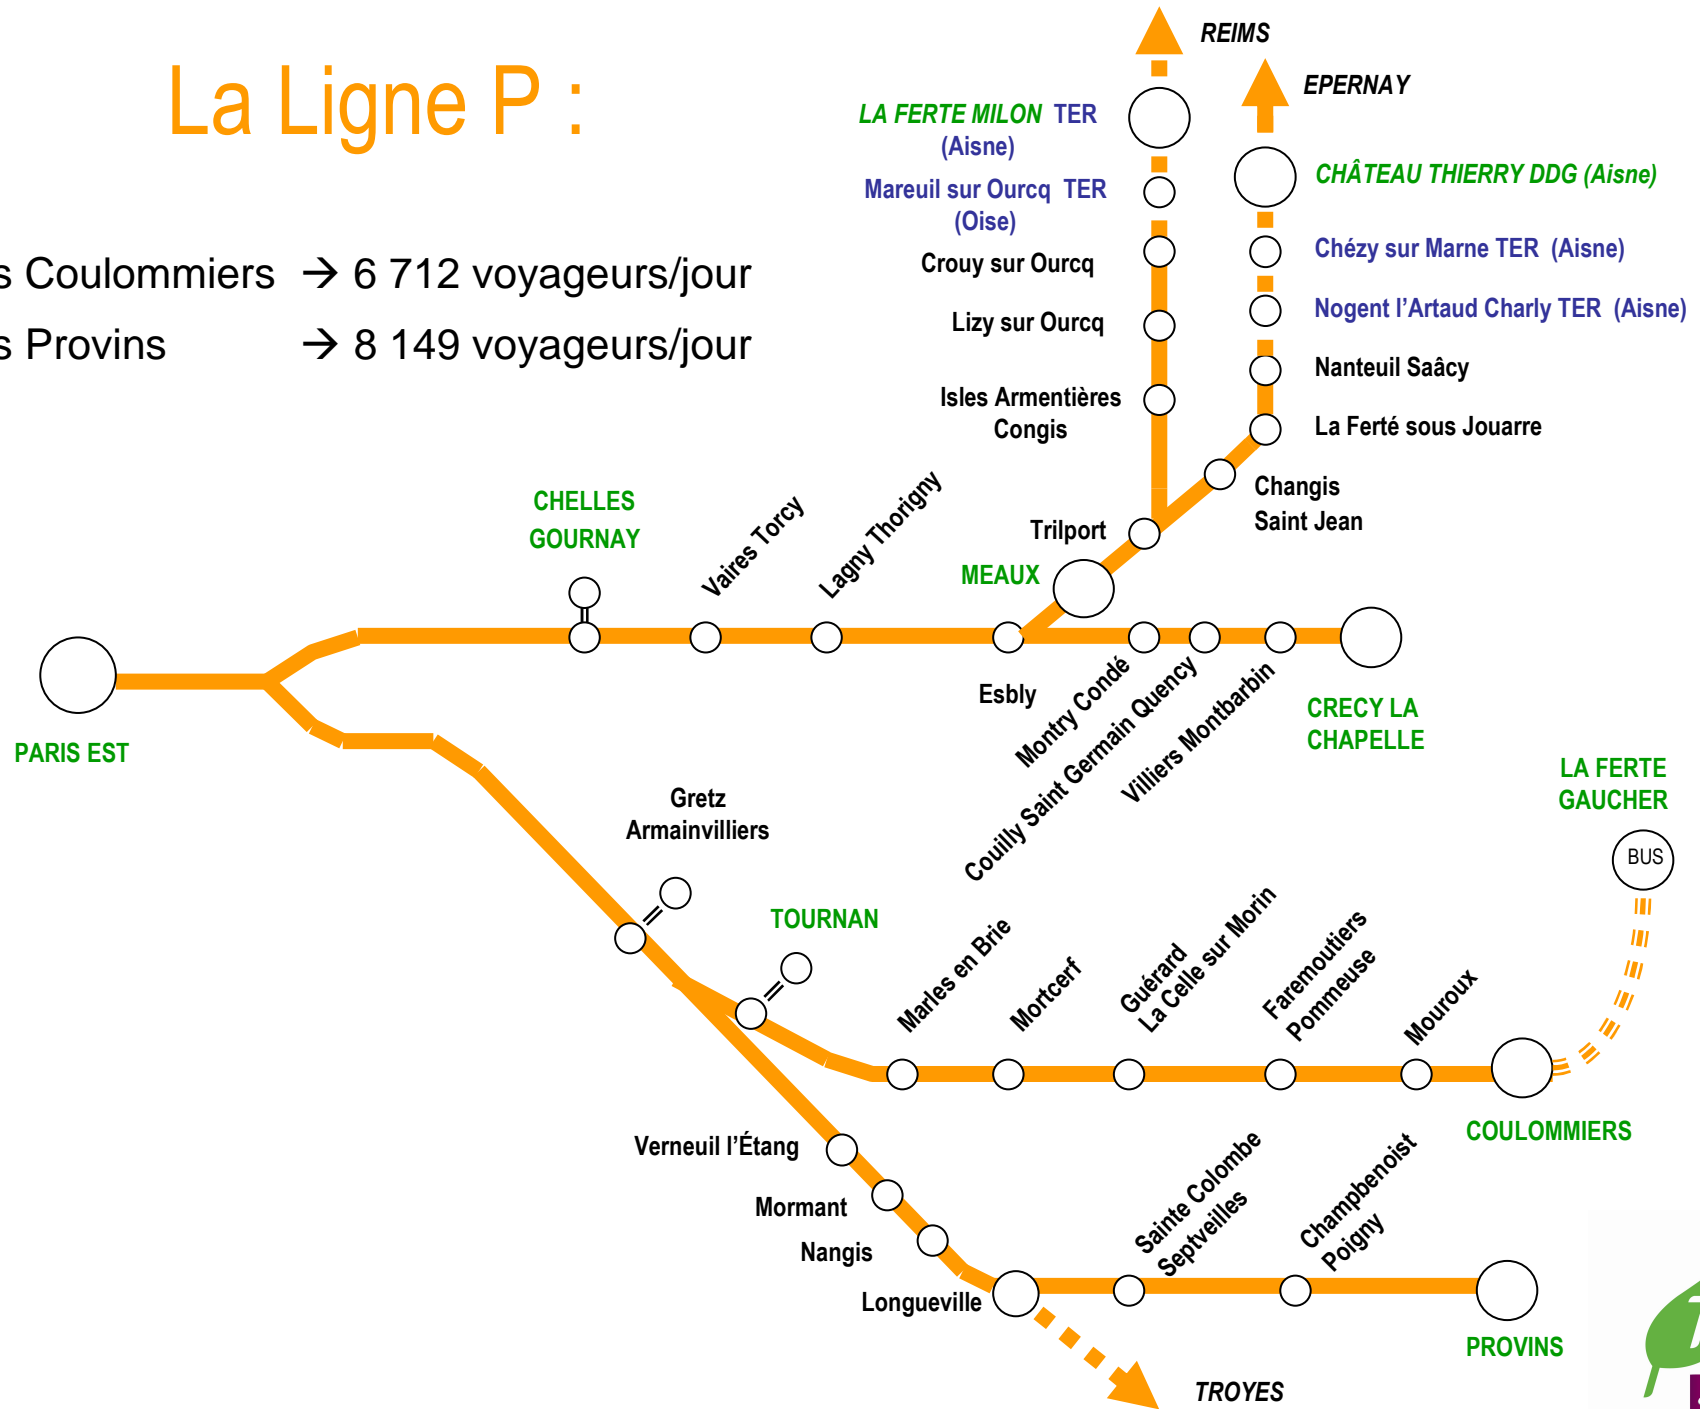 La Ligne P :
s Coulommiers → 6 712 voyageurs/jour
s Provins → 8 149 voyageurs/jour
REIMS
EPERNAY
LA FERTE MILON TER
(Aisne)
CHÂTEAU THIERRY DDG (Aisne)
Mareuil sur Ourcq TER
(Oise)
Chézy sur Marne TER (Aisne)
Crouy sur Ourcq
Nogent l’Artaud Charly TER (Aisne)
Lizy sur Ourcq
Nanteuil Saâcy
Isles Armentières
Congis
La Ferté sous Jouarre
Changis
Saint Jean
Trilport
MEAUX
CHELLES
GOURNAY
Vaires Torcy
Lagny Thorigny
Esbly
Montry Condé
Couilly Saint Germain Quency
Villiers Montbarbin
CRECY LA
CHAPELLE
PARIS EST
LA FERTE
GAUCHER
BUS
Gretz
Armainvilliers
TOURNAN
Marles en Brie
Mortcerf
Guérard
La Celle sur Morin
Faremoutiers
Pommeuse
Mouroux
COULOMMIERS
Verneuil l’Étang
Mormant
Nangis
Longueville
Sainte Colombe
Septveilles
Champbenoist
Poigny
PROVINS
TROYES